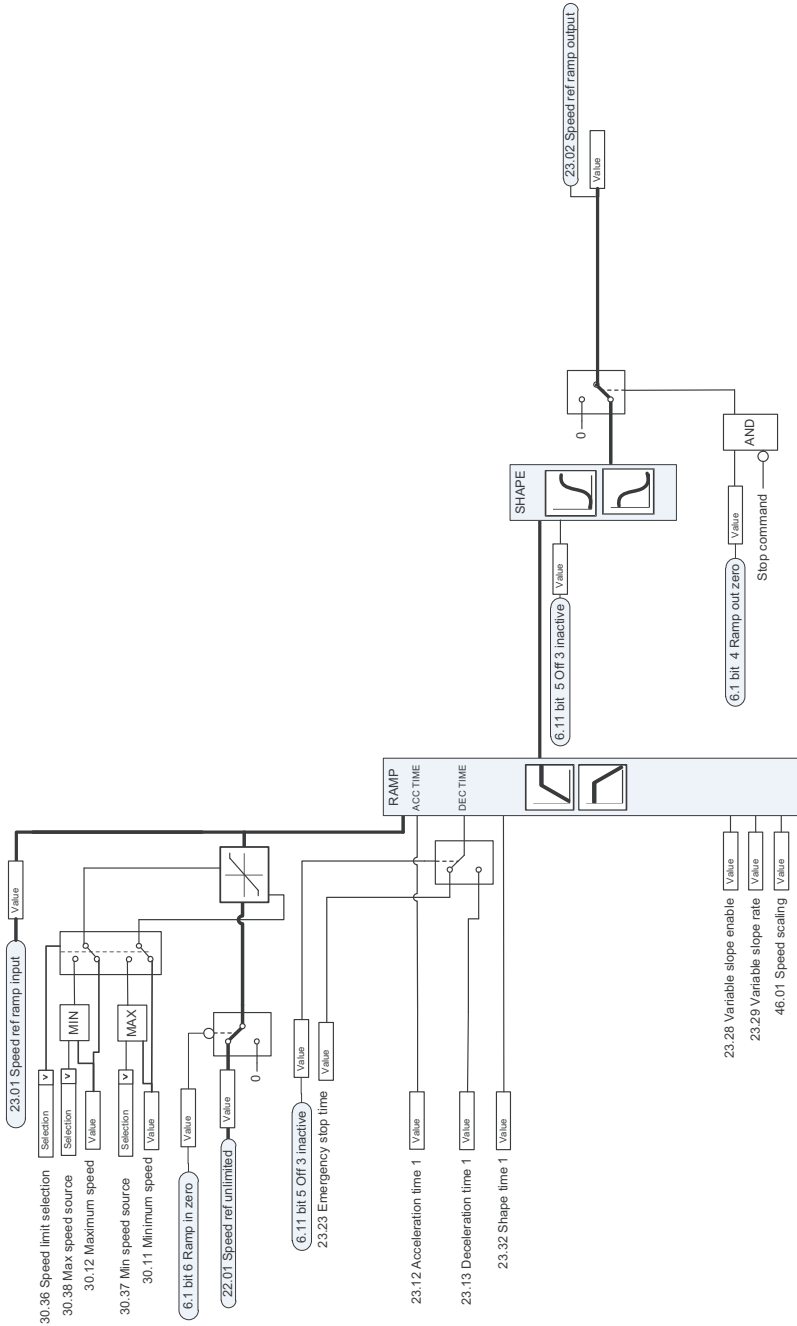 23.01 Speed ref ramp input
Value
30.36 Speed limit selection
Selection
v
30.38 Max speed source
Selection
v
30.12 Maximum speed
Value
MIN
30.37 Min speed source
Selection
v
30.11 Minimum speed
Value
MAX
6.1 bit 6 Ramp in zero
Value
22.01 Speed ref unlimited
Value
0
6.11 bit 5 Off 3 inactive
Value
23.23 Emergency stop time
Value
23.12 Acceleration time 1
Value
23.13 Deceleration time 1
Value
23.32 Shape time 1
Value
RAMP
ACC TIME
DEC TIME
23.28 Variable slope enable
Value
23.29 Variable slope rate
Value
46.01 Speed scaling
Value
SHAPE
6.11 bit 5 Off 3 inactive
Value
0
6.1 bit 4 Ramp out zero
Value
Stop command
AND
23.02 Speed ref ramp output
Value